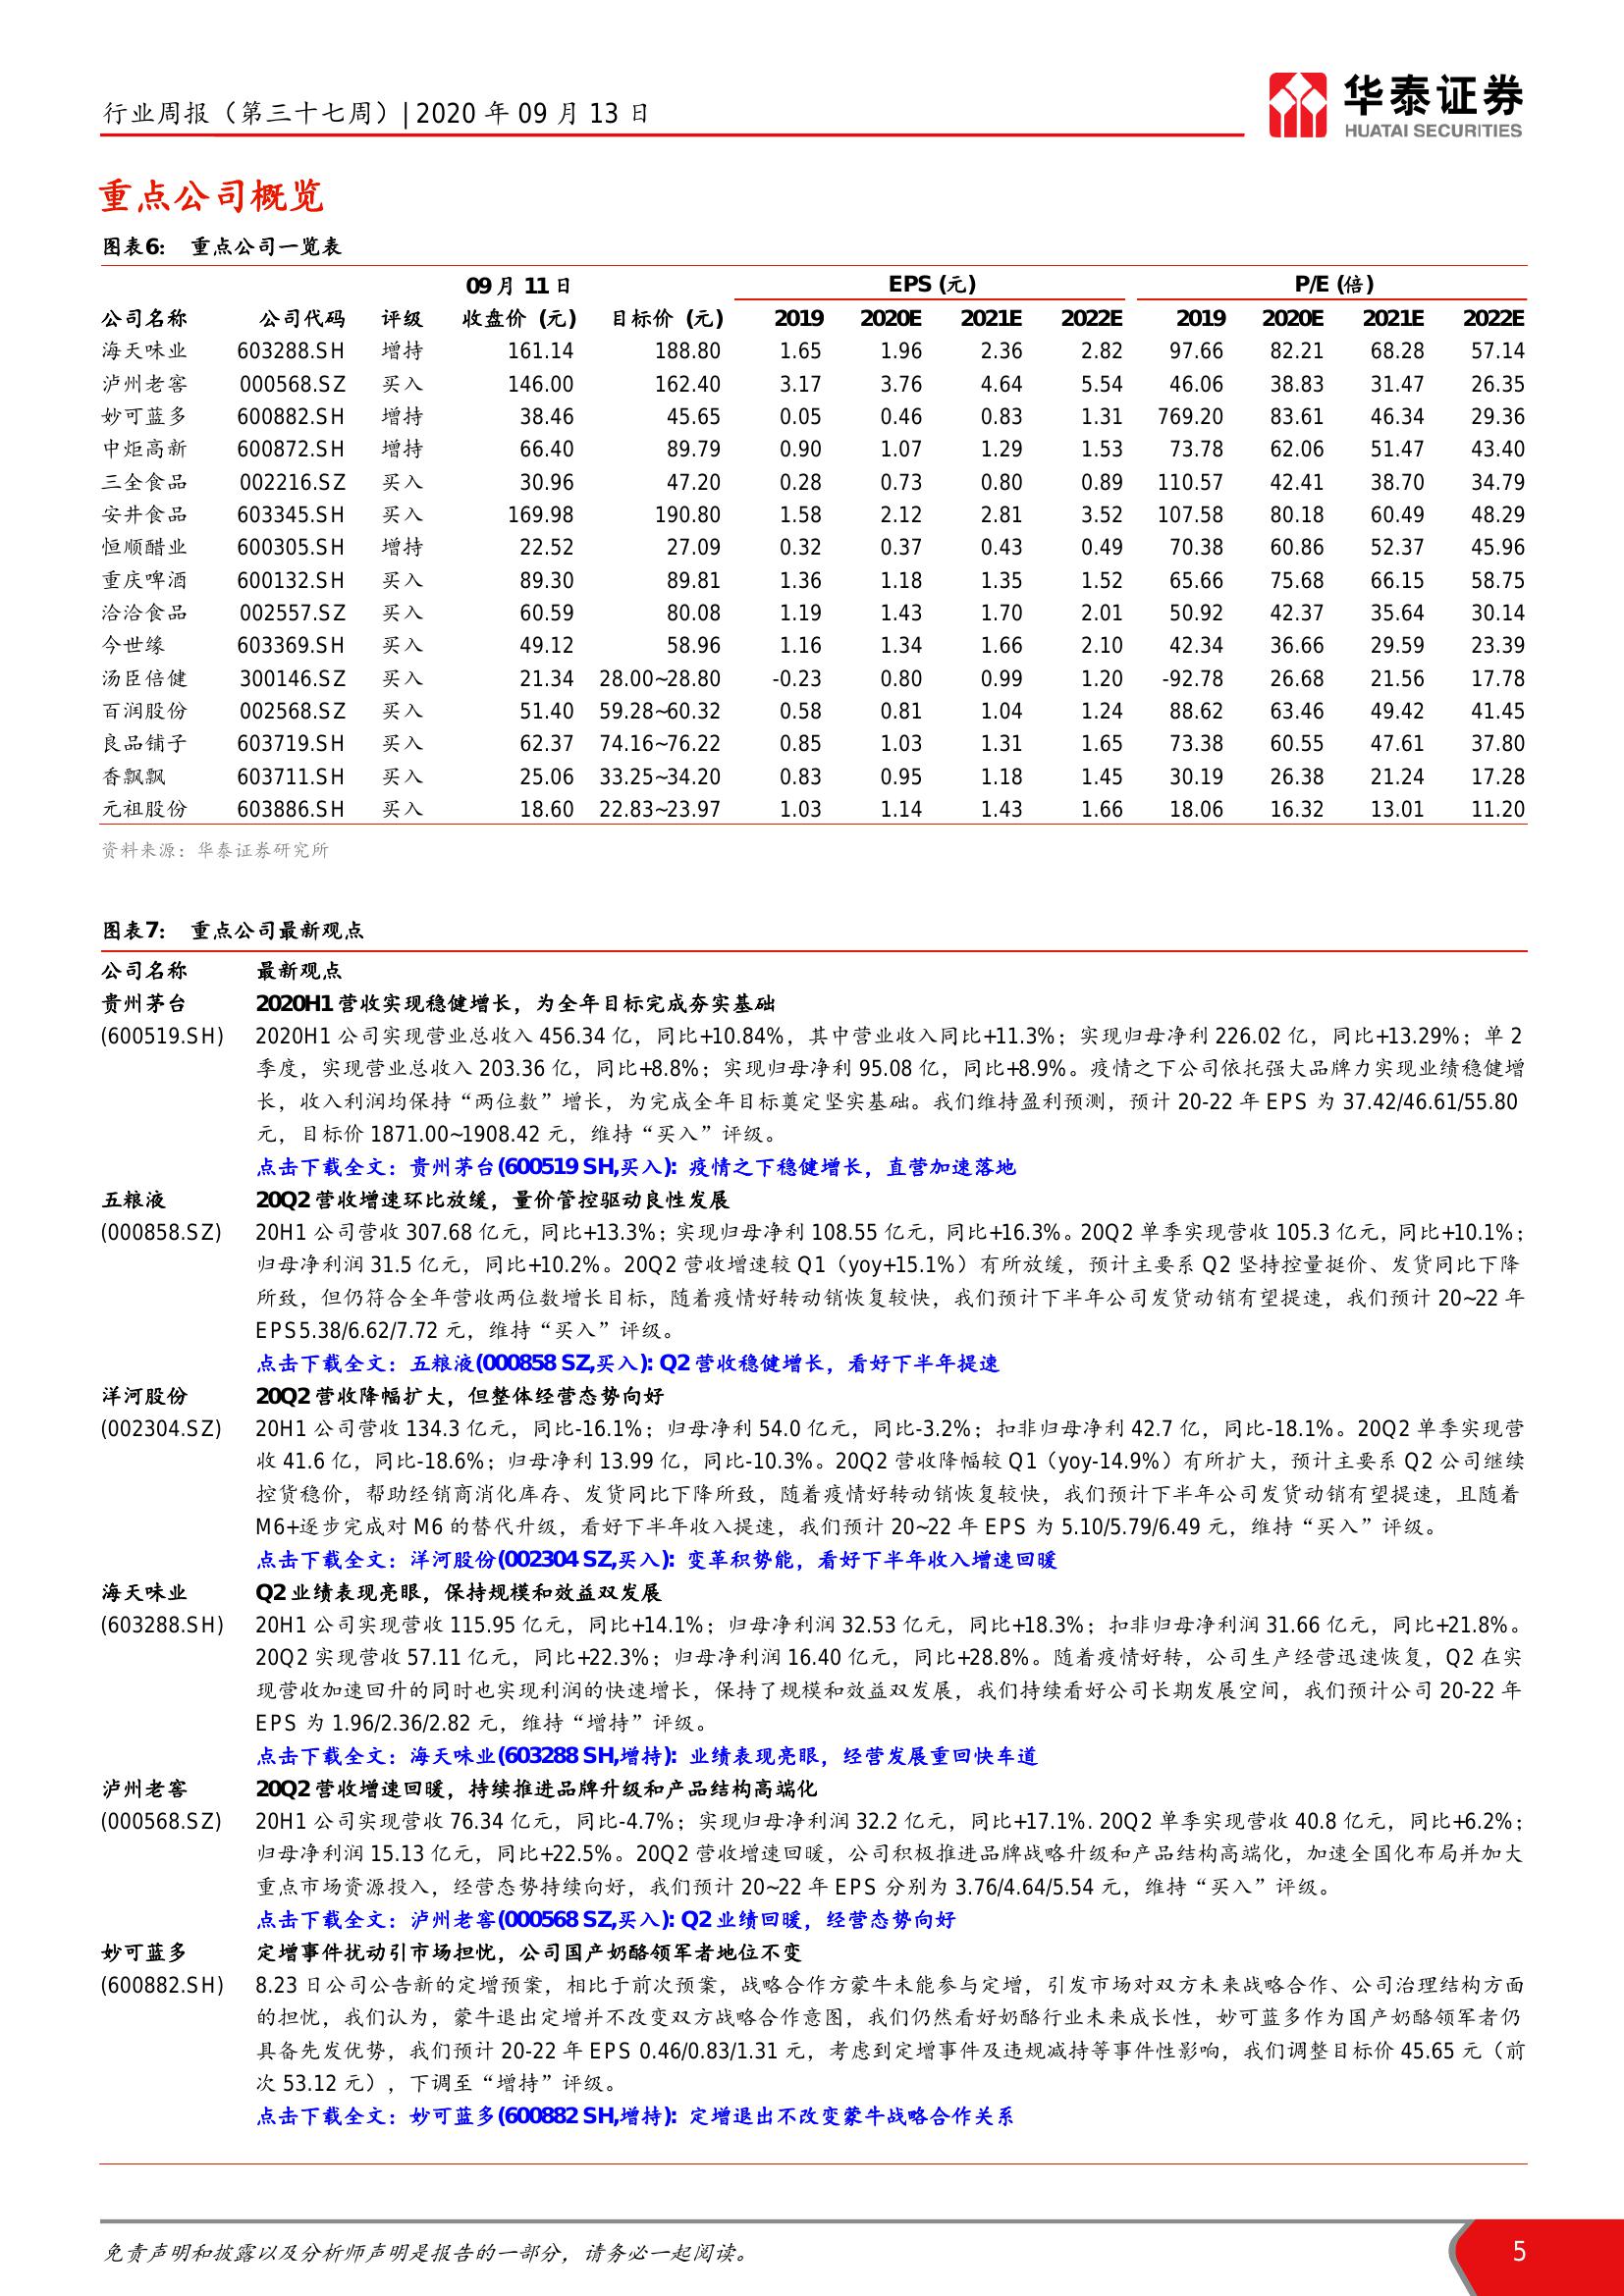 行业周报（第三十七周）|2020 年 09 月 13 日
华泰证券
HUATAI SECURITIES
重点公司概览
图表6： 重点公司一览表
09 月 11 日 EPS (元) P/E (倍)
公司名称 公司代码 评级 收盘价 (元) 目标价 (元) 2019 2020E 2021E 2022E 2019 2020E 2021E 2022E
海天味业 603288.SH 增持 161.14 188.80 1.65 1.96 2.36 2.82 97.66 82.21 68.28 57.14
泸州老窖 000568.SZ 买入 146.00 162.40 3.17 3.76 4.64 5.54 46.06 38.83 31.47 26.35
妙可蓝多 600882.SH 增持 38.46 45.65 0.05 0.46 0.83 1.31 769.20 83.61 46.34 29.36
中炬高新 600872.SH 增持 66.40 89.79 0.90 1.07 1.29 1.53 73.78 62.06 51.47 43.40
三全食品 002216.SZ 买入 30.96 47.20 0.28 0.73 0.80 0.89 110.57 42.41 38.70 34.79
安井食品 603345.SH 买入 169.98 190.80 1.58 2.12 2.81 3.52 107.58 80.18 60.49 48.29
恒顺醋业 600305.SH 增持 22.52 27.09 0.32 0.37 0.43 0.49 70.38 60.86 52.37 45.96
重庆啤酒 600132.SH 买入 89.30 89.81 1.36 1.18 1.35 1.52 65.66 75.68 66.15 58.75
洽洽食品 002557.SZ 买入 60.59 80.08 1.19 1.43 1.70 2.01 50.92 42.37 35.64 30.14
今世缘 603369.SH 买入 49.12 58.96 1.16 1.34 1.66 2.10 42.34 36.66 29.59 23.39
汤臣倍健 300146.SZ 买入 21.34 28.00~28.80 -0.23 0.80 0.99 1.20 -92.78 26.68 21.56 17.78
百润股份 002568.SZ 买入 51.40 59.28~60.32 0.58 0.81 1.04 1.24 88.62 63.46 49.42 41.45
良品铺子 603719.SH 买入 62.37 74.16~76.22 0.85 1.03 1.31 1.65 73.38 60.55 47.61 37.80
香飘飘 603711.SH 买入 25.06 33.25~34.20 0.83 0.95 1.18 1.45 30.19 26.38 21.24 17.28
元祖股份 603886.SH 买入 18.60 22.83~23.97 1.03 1.14 1.43 1.66 18.06 16.32 13.01 11.20
资料来源：华泰证券研究所
图表7： 重点公司最新观点
公司名称 最新观点
贵州茅台 2020H1 营收实现稳健增长，为全年目标完成夯实基础
(600519.SH) 2020H1 公司实现营业总收入 456.34 亿，同比+10.84%，其中营业收入同比+11.3%；实现归母净利 226.02 亿，同比+13.29%；单 2
季度，实现营业总收入 203.36 亿，同比+8.8%；实现归母净利 95.08 亿，同比+8.9%。疫情之下公司依托强大品牌力实现业绩稳健增
长，收入利润均保持“两位数”增长，为完成全年目标奠定坚实基础。我们维持盈利预测，预计 20-22 年 EPS 为 37.42/46.61/55.80
元，目标价 1871.00~1908.42 元，维持“买入”评级。
点击下载全文：贵州茅台(600519 SH,买入): 疫情之下稳健增长，直营加速落地
五粮液 20Q2 营收增速环比放缓，量价管控驱动良性发展
(000858.SZ) 20H1 公司营收 307.68 亿元，同比+13.3%；实现归母净利 108.55 亿元，同比+16.3%。20Q2 单季实现营收 105.3 亿元，同比+10.1%；
归母净利润 31.5 亿元，同比+10.2%。20Q2 营收增速较 Q1（yoy+15.1%）有所放缓，预计主要系 Q2 坚持控量挺价、发货同比下降
所致，但仍符合全年营收两位数增长目标，随着疫情好转动销恢复较快，我们预计下半年公司发货动销有望提速，我们预计 20~22 年
EPS5.38/6.62/7.72 元，维持“买入”评级。
点击下载全文：五粮液(000858 SZ,买入): Q2 营收稳健增长，看好下半年提速
洋河股份 20Q2 营收降幅扩大，但整体经营态势向好
(002304.SZ) 20H1 公司营收 134.3 亿元，同比-16.1%；归母净利 54.0 亿元，同比-3.2%；扣非归母净利 42.7 亿，同比-18.1%。20Q2 单季实现营
收 41.6 亿，同比-18.6%；归母净利 13.99 亿，同比-10.3%。20Q2 营收降幅较 Q1（yoy-14.9%）有所扩大，预计主要系 Q2 公司继续
控货稳价，帮助经销商消化库存、发货同比下降所致，随着疫情好转动销恢复较快，我们预计下半年公司发货动销有望提速，且随着
M6+逐步完成对 M6 的替代升级，看好下半年收入提速，我们预计 20~22 年 EPS 为 5.10/5.79/6.49 元，维持“买入”评级。
点击下载全文：洋河股份(002304 SZ,买入): 变革积势能，看好下半年收入增速回暖
海天味业 Q2 业绩表现亮眼，保持规模和效益双发展
(603288.SH) 20H1 公司实现营收 115.95 亿元，同比+14.1%；归母净利润 32.53 亿元，同比+18.3%；扣非归母净利润 31.66 亿元，同比+21.8%。
20Q2 实现营收 57.11 亿元，同比+22.3%；归母净利润 16.40 亿元，同比+28.8%。随着疫情好转，公司生产经营迅速恢复，Q2 在实
现营收加速回升的同时也实现利润的快速增长，保持了规模和效益双发展，我们持续看好公司长期发展空间，我们预计公司 20-22 年
EPS 为 1.96/2.36/2.82 元，维持“增持”评级。
点击下载全文：海天味业(603288 SH,增持): 业绩表现亮眼，经营发展重回快车道
泸州老窖 20Q2 营收增速回暖，持续推进品牌升级和产品结构高端化
(000568.SZ) 20H1 公司实现营收 76.34 亿元，同比-4.7%；实现归母净利润 32.2 亿元，同比+17.1%. 20Q2 单季实现营收 40.8 亿元，同比+6.2%；
归母净利润 15.13 亿元，同比+22.5%。20Q2 营收增速回暖，公司积极推进品牌战略升级和产品结构高端化，加速全国化布局并加大
重点市场资源投入，经营态势持续向好，我们预计 20~22 年 EPS 分别为 3.76/4.64/5.54 元，维持“买入”评级。
点击下载全文：泸州老窖(000568 SZ,买入): Q2 业绩回暖，经营态势向好
妙可蓝多 定增事件扰动引市场担忧，公司国产奶酪领军者地位不变
(600882.SH) 8.23 日公司公告新的定增预案，相比于前次预案，战略合作方蒙牛未能参与定增，引发市场对双方未来战略合作、公司治理结构方面
的担忧，我们认为，蒙牛退出定增并不改变双方战略合作意图，我们仍然看好奶酪行业未来成长性，妙可蓝多作为国产奶酪领军者仍
具备先发优势，我们预计 20-22 年 EPS 0.46/0.83/1.31 元，考虑到定增事件及违规减持等事件性影响，我们调整目标价 45.65 元（前
次 53.12 元），下调至“增持”评级。
点击下载全文：妙可蓝多(600882 SH,增持): 定增退出不改变蒙牛战略合作关系
免责声明和披露以及分析师声明是报告的一部分，请务必一起阅读。 5